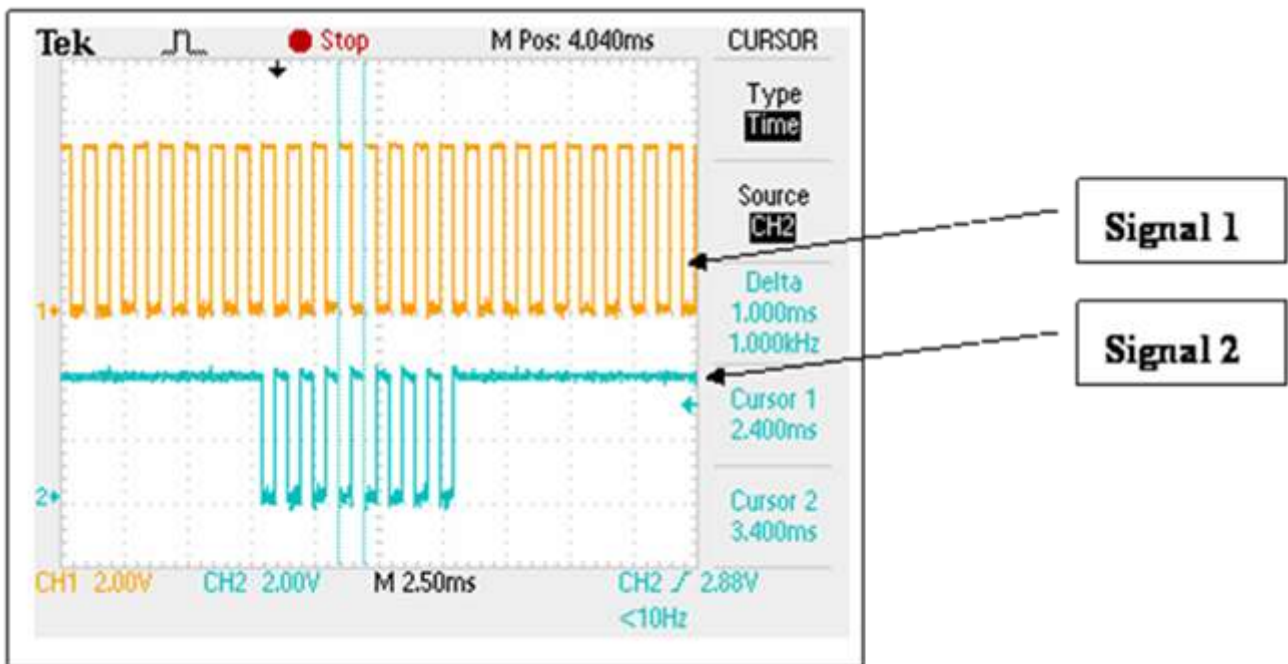 Tek Stop M Pos: 4.040ms CURSOR
Type
Time
Source
CH2
Delta
1.000ms
1.000kHz
Cursor 1
2.400ms
Cursor 2
3.400ms
1
2
CH1 2.00V CH2 2.00V M 2.50ms CH2 2.88V
<10Hz
Signal 1
Signal 2